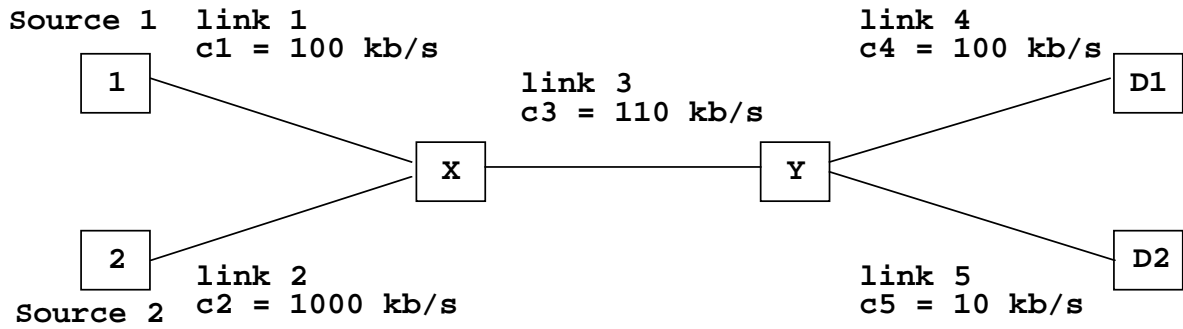 Source 1
link 1
c1 = 100 kb/s
1
link 3
c3 = 110 kb/s
link 4
c4 = 100 kb/s
D1
X
Y
2
Source 2
link 2
c2 = 1000 kb/s
link 5
c5 = 10 kb/s
D2